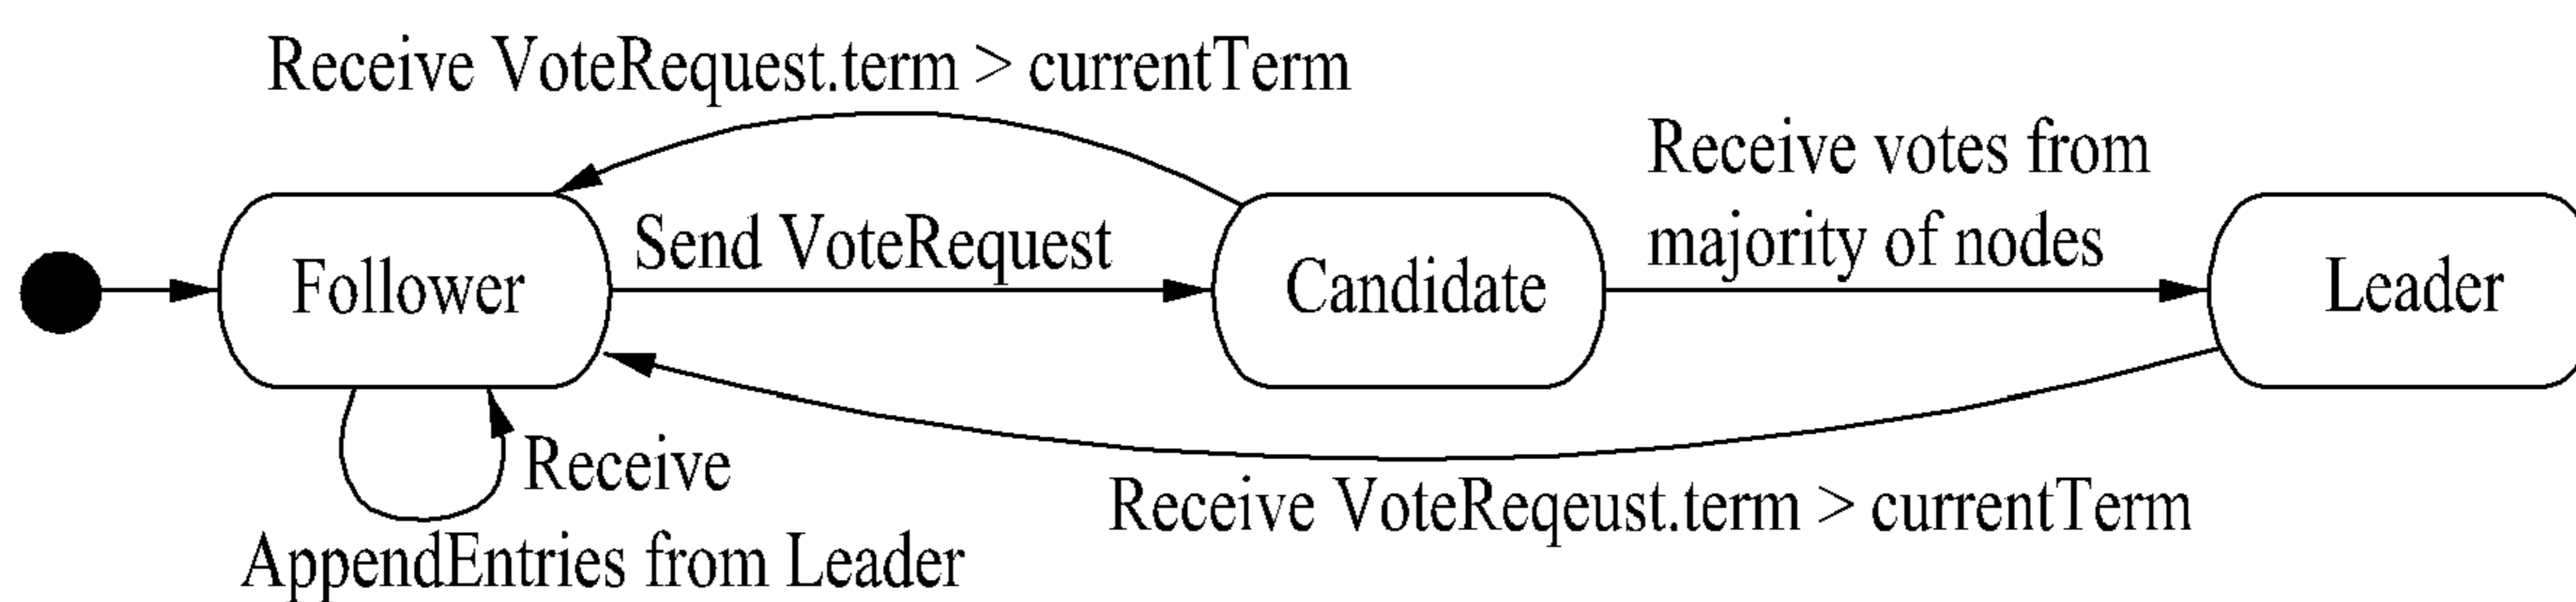 Receive VoteRequest.term > currentTerm
Receive votes from
majority of nodes
Send VoteRequest
Follower
Candidate
Leader
Receive
AppendEntries from Leader
Receive VoteReqeust.term > currentTerm